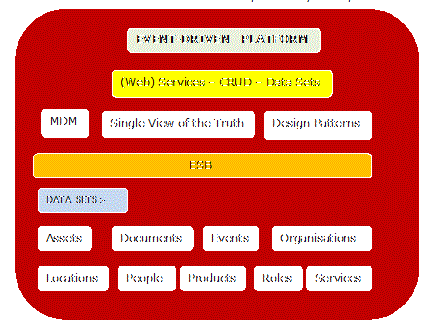 EVENT-DRIVEN PLATFORM
(Web) Services - CRUD - Data Sets
MDM Single View of the Truth Design Patterns
ESB
DATA SETS :-
Assets Documents Events Organisations
Locations People Products Roles Services